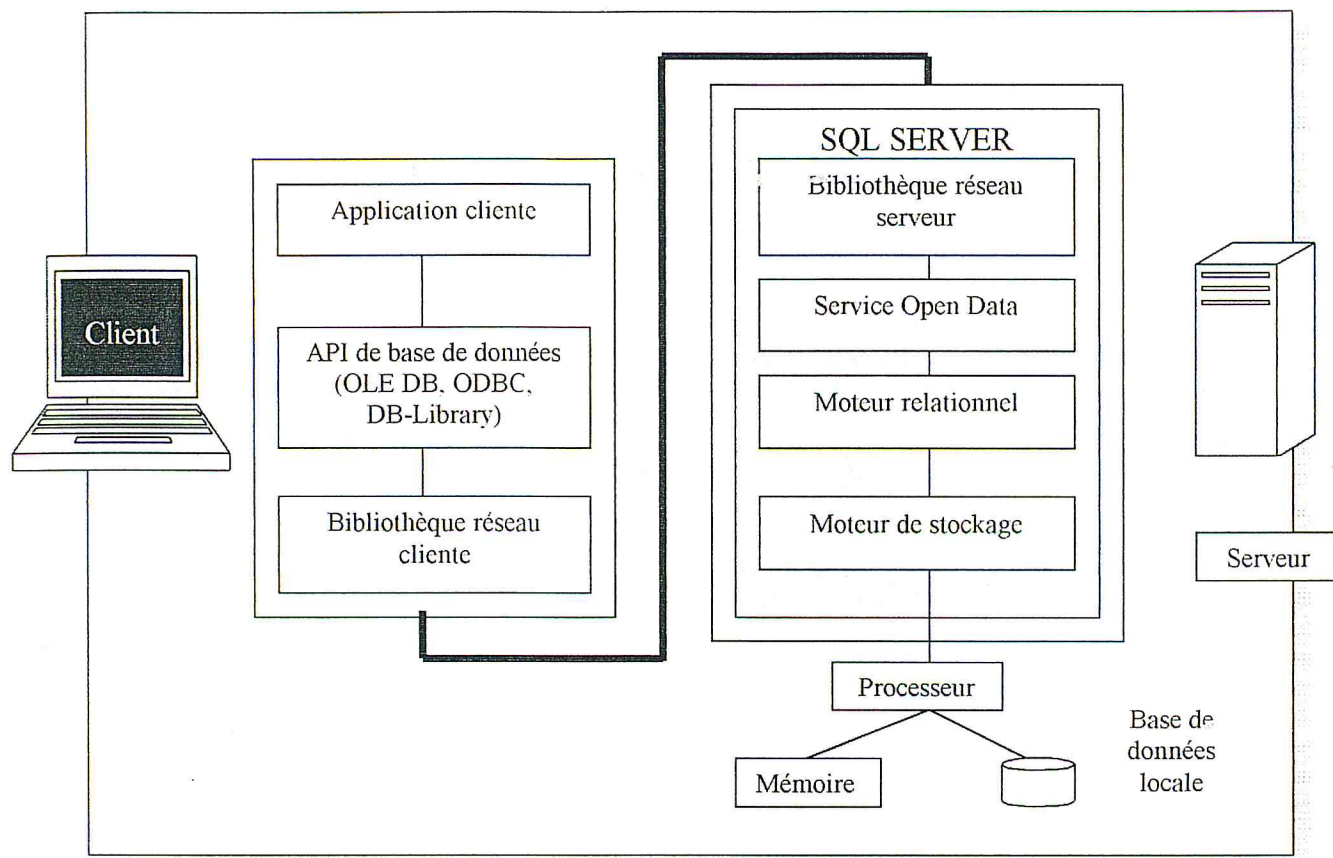 Client
Application cliente
API de base de données
(OLE DB, ODBC,
DB-Library)
Bibliothèque réseau
cliente
SQL SERVER
Bibliothèque réseau
serveur
Service Open Data
Moteur relationnel
Moteur de stockage
Serveur
Processeur
Mémoire
Base de
données
locale